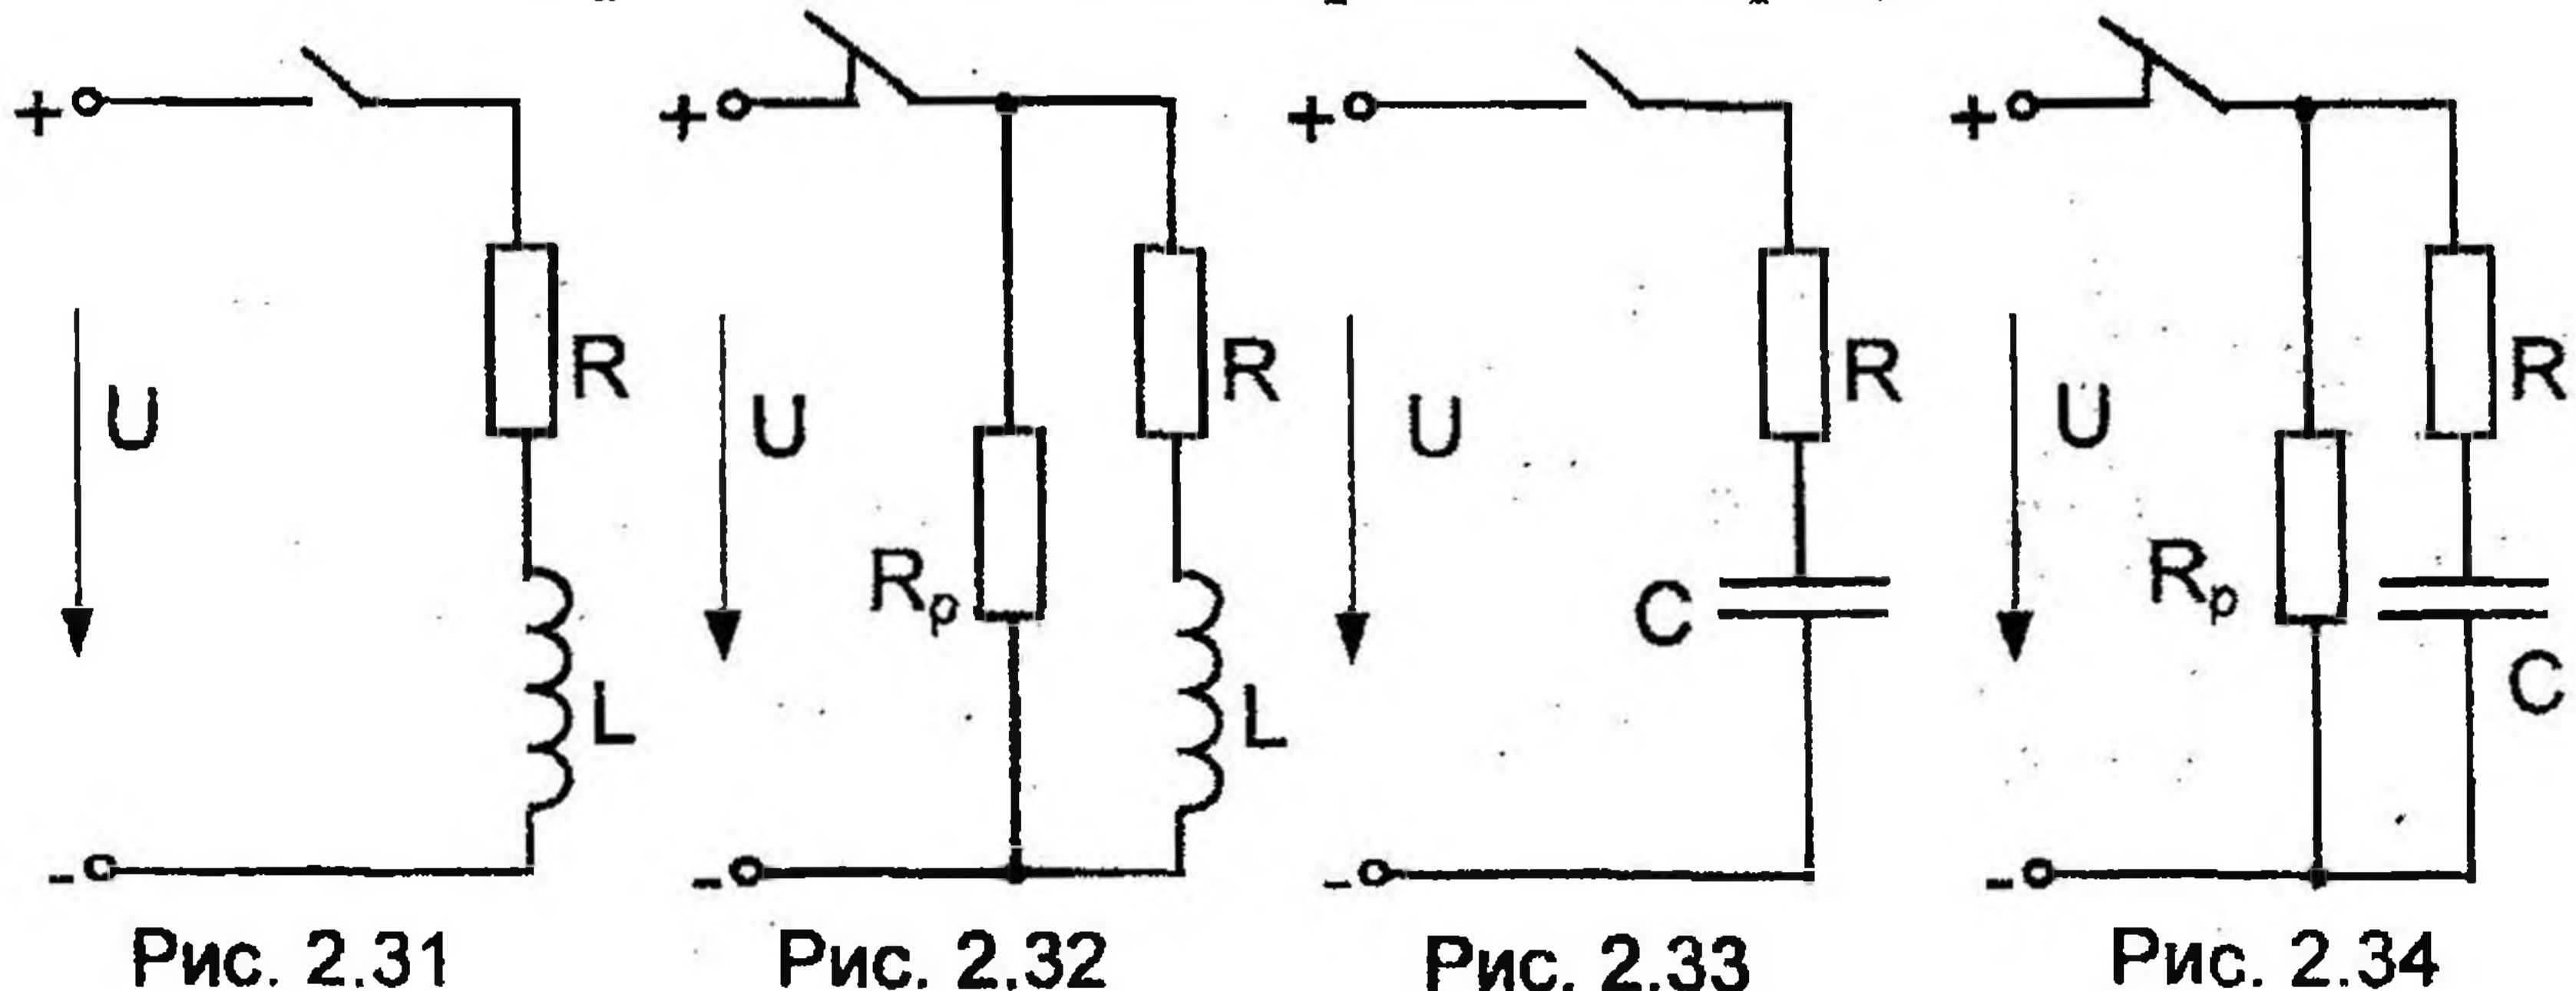 + U R L -
+ U Rp R L -
+ U R C -
+ U Rp R C -
Рис. 2.31 Рис. 2.32 Рис. 2.33 Рис. 2.34